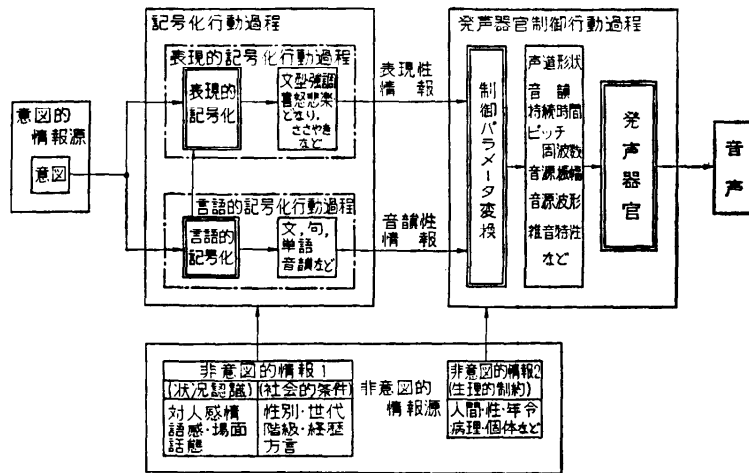 記号化行動過程
表現的記号化行動過程
表現的
記号化
文型強調
喜怒悲楽
どなり,
ささやき
など
意図的
情報源
意図
言語的記号化行動過程
言語的
記号化
文,句,
単語
音韻など
表現性
情報
音韻性
情報
発声器官制御行動過程
制御パラメータ変換
声道形状
音韻
持続時間
ピッチ
周波数
音源振幅
音源波形
雑音特性
など
発声器官
音声
非意図的情報1
(状況認識)
対人感情
語感・場面
話態
(社会的条件)
性別・世代
階級・経歴
方言
非意図的
情報源
非意図的情報2
(生理的制約)
人間・性・年令
病理・個体など